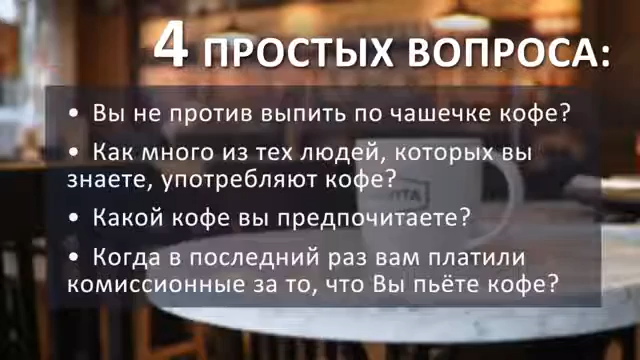 4 ПРОСТЫХ ВОПРОСА:
• Вы не против выпить по чашечке кофе?
• Как много из тех людей, которых вы
знаете, употребляют кофе?
• Какой кофе вы предпочитаете?
• Когда в последний раз вам платили
комиссионные за то, что Вы пьёте кофе?